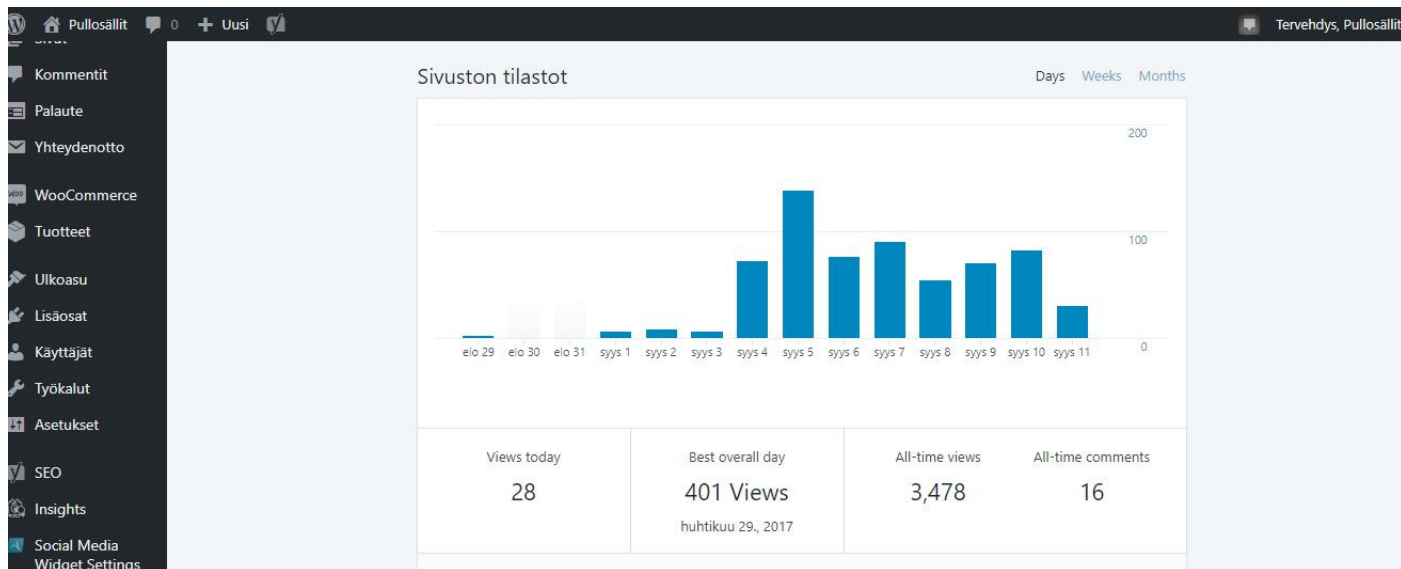 Pullosällit 0 Uusi Tervehdys, Pullosällit
Sivut
Kommentit
Palaute
Yhteydenotto
WooCommerce
Tuotteet
Ulkoasu
Lisäosat
Käyttäjät
Työkalut
Asetukset
SEO
Insights
Social Media
Widget Settings
Sivuston tilastot Days Weeks Months
200
100
0
elo 29 elo 30 elo 31 syys 1 syys 2 syys 3 syys 4 syys 5 syys 6 syys 7 syys 8 syys 9 syys 10 syys 11
Views today
28
Best overall day
401 Views
huhtikuu 29., 2017
All-time views
3,478
All-time comments
16